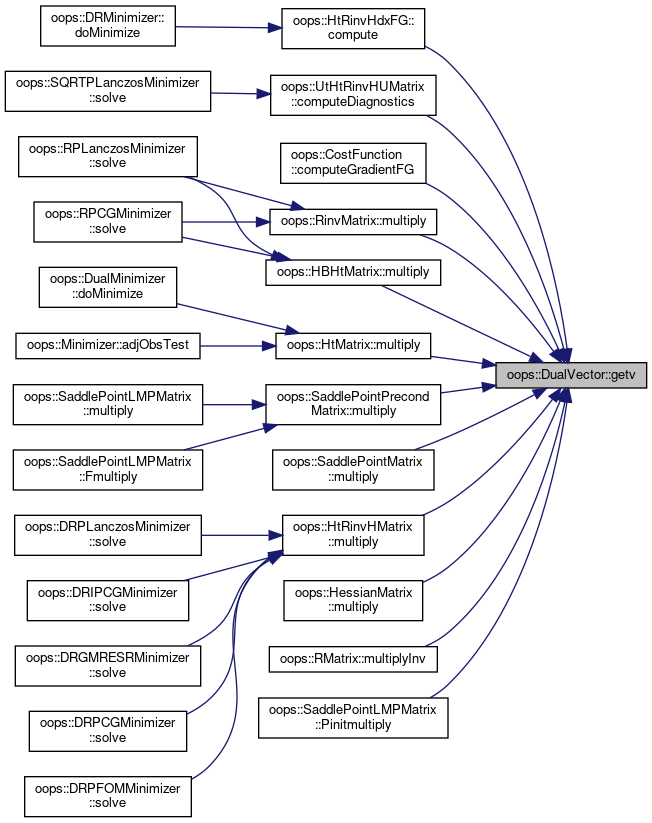 oops::DRMinimizer::
doMinimize
oops::HtRinvHdxFG::
compute
oops::SQRTPLanczosMinimizer
::solve
oops::UtHtRinvHUMatrix
::computeDiagnostics
oops::RPLanczosMinimizer
::solve
oops::CostFunction
::computeGradientFG
oops::RPCGMinimizer
::solve
oops::RinvMatrix::multiply
oops::HBHtMatrix::multiply
oops::DualMinimizer
::doMinimize
oops::Minimizer::adjObsTest
oops::HtMatrix::multiply
oops::DualVector::getv
oops::SaddlePointLMPMatrix
::multiply
oops::SaddlePointPrecond
Matrix::multiply
oops::SaddlePointLMPMatrix
::Fmultiply
oops::SaddlePointMatrix
::multiply
oops::DRPLanczosMinimizer
::solve
oops::HtRinvHMatrix
::multiply
oops::DRIPCGMinimizer
::solve
oops::HessianMatrix
::multiply
oops::DRGMRESRMinimizer
::solve
oops::RMatrix::multiplyInv
oops::DRPCGMinimizer
::solve
oops::SaddlePointLMPMatrix
::Pinitmultiply
oops::DRPFOMMinimizer
::solve